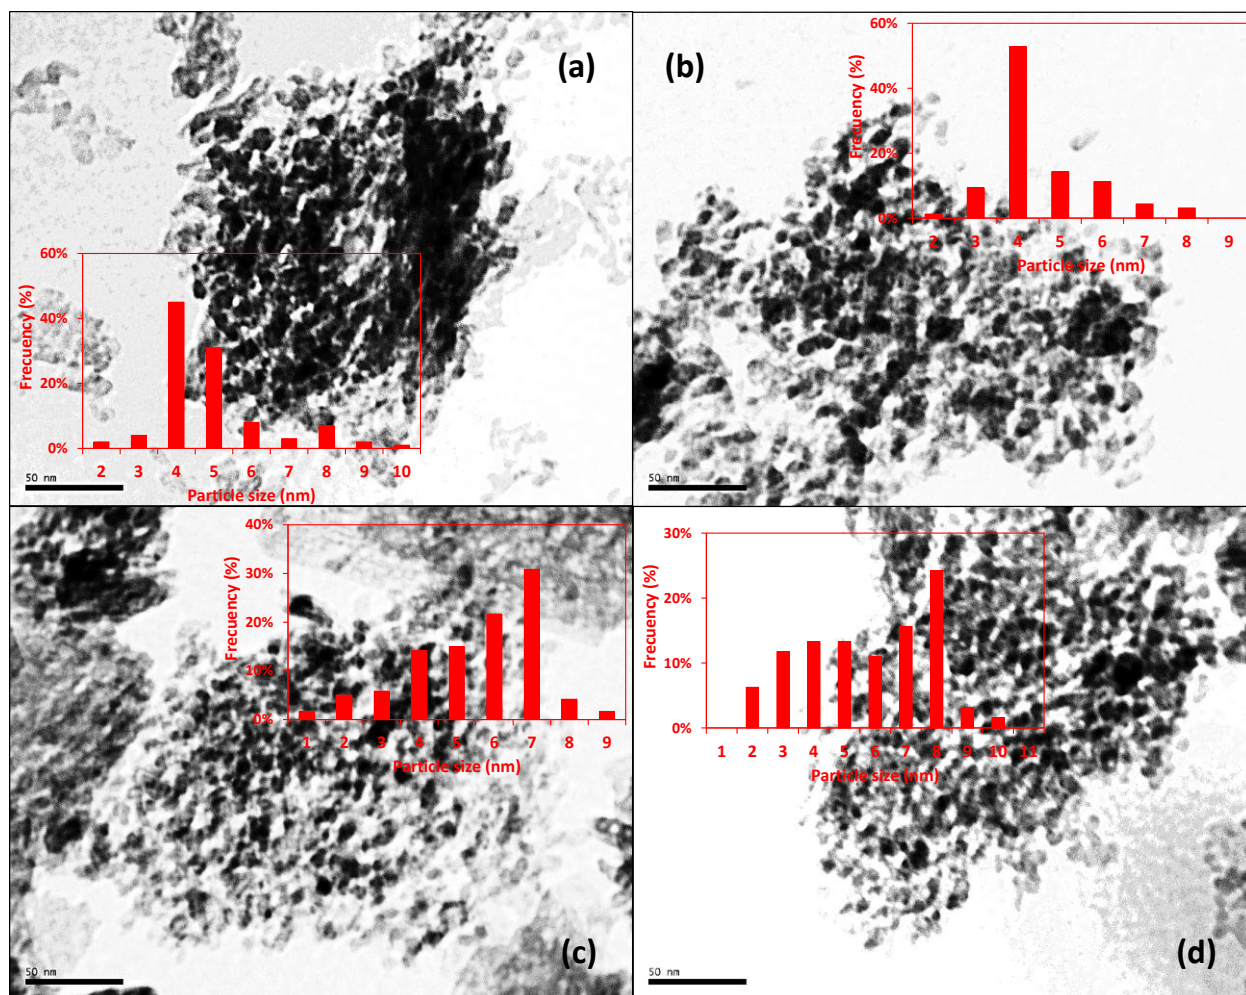 (a)
60%
40%
20%
0%
Frecuency (%)
2 3 4 5 6 7 8 9 10
Particle size (nm)
50 nm
(b)
60%
40%
20%
0%
Frecuency (%)
2 3 4 5 6 7 8 9
Particle size (nm)
50 nm
40%
30%
20%
10%
0%
Frecuency (%)
1 2 3 4 5 6 7 8 9
Particle size (nm)
(c)
50 nm
30%
20%
10%
0%
Frecuency (%)
1 2 3 4 5 6 7 8 9 10 11
Particle size (nm)
(d)
50 nm